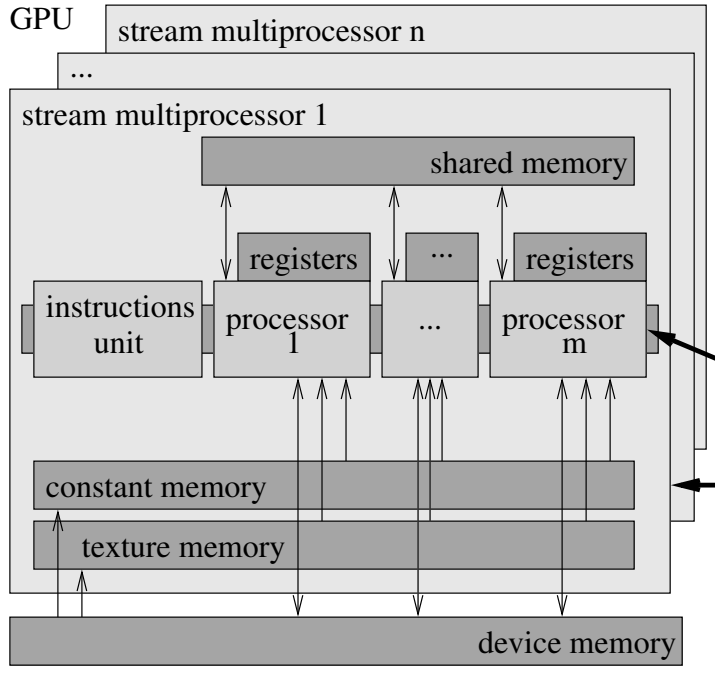 GPU
stream multiprocessor n
...
stream multiprocessor 1
shared memory
registers
...
registers
instructions
unit
processor
1
...
processor
m
constant memory
texture memory
device memory